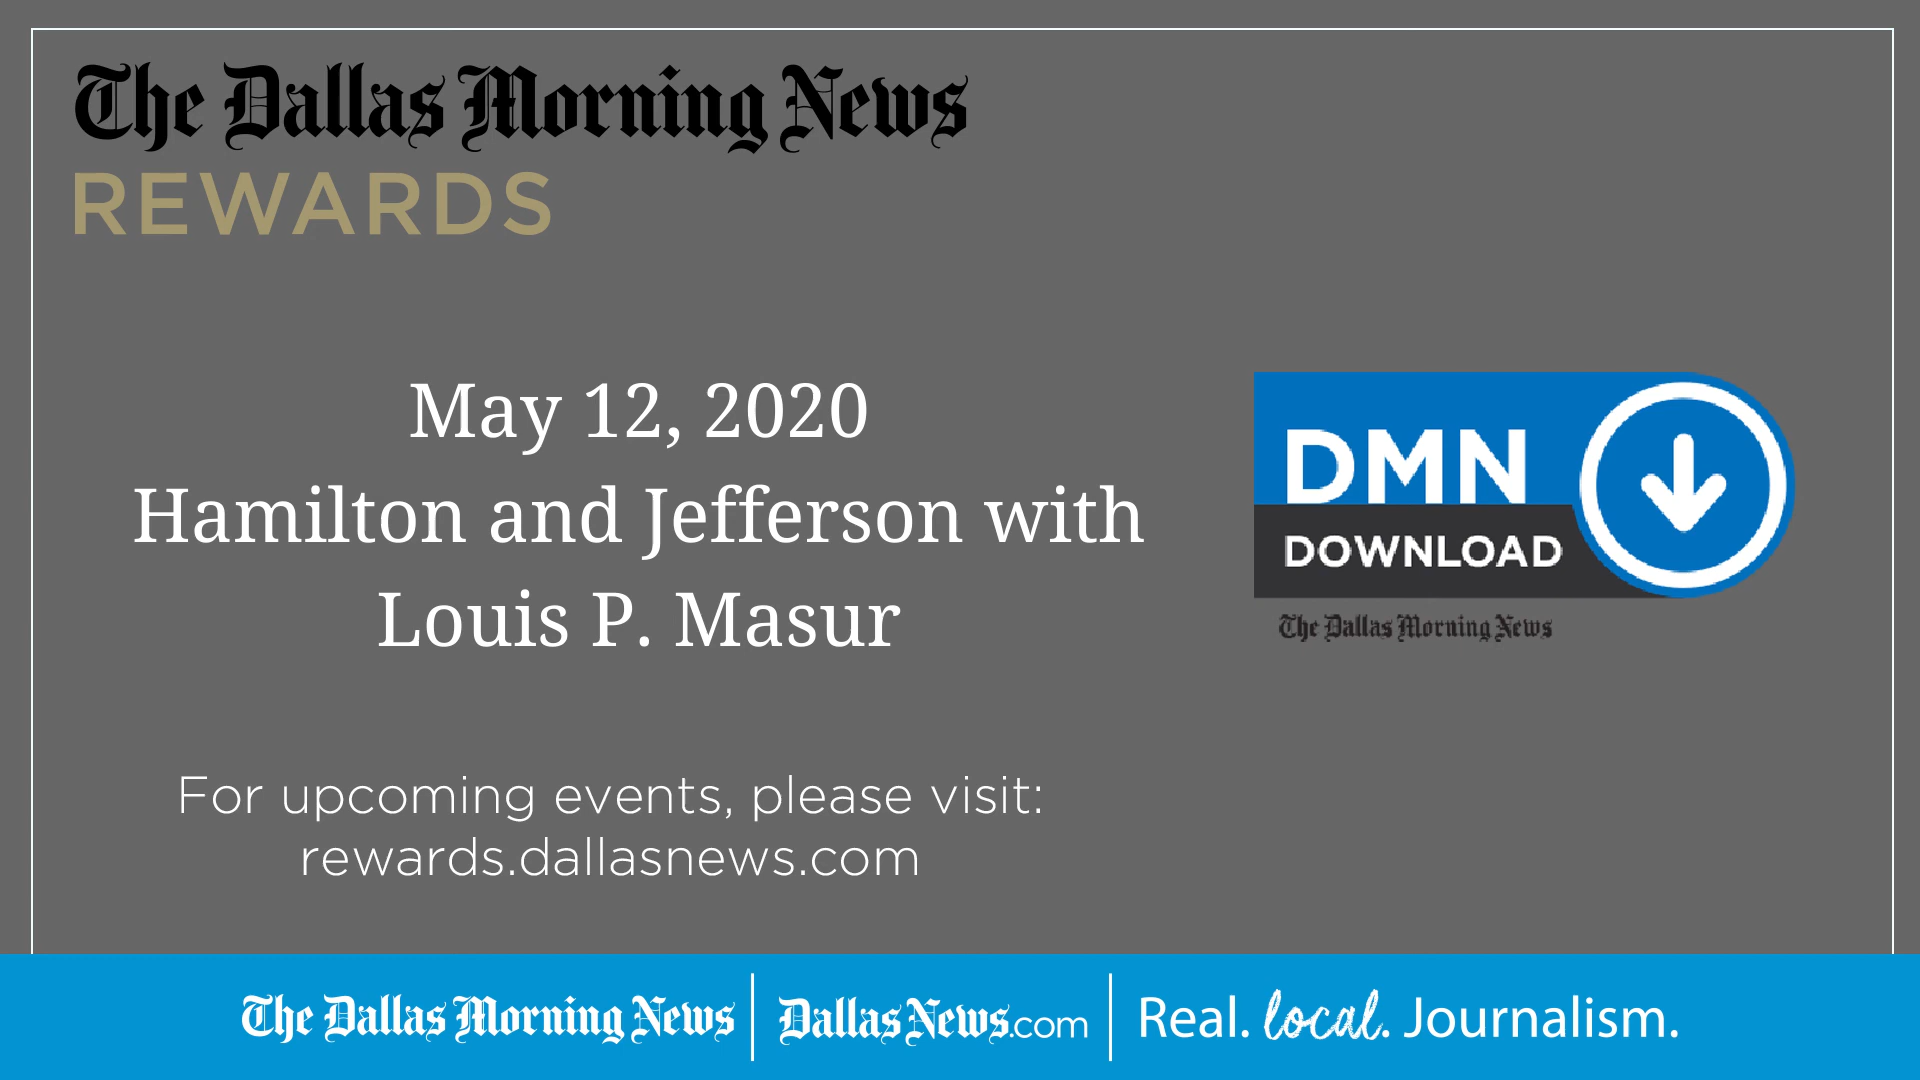 The Dallas Morning News
REWARDS
May 12, 2020
Hamilton and Jefferson with
Louis P. Masur
DMN
DOWNLOAD
The Dallas Morning News
For upcoming events, please visit:
rewards.dallasnews.com
The Dallas Morning News DallasNews.com Real. local. Journalism.